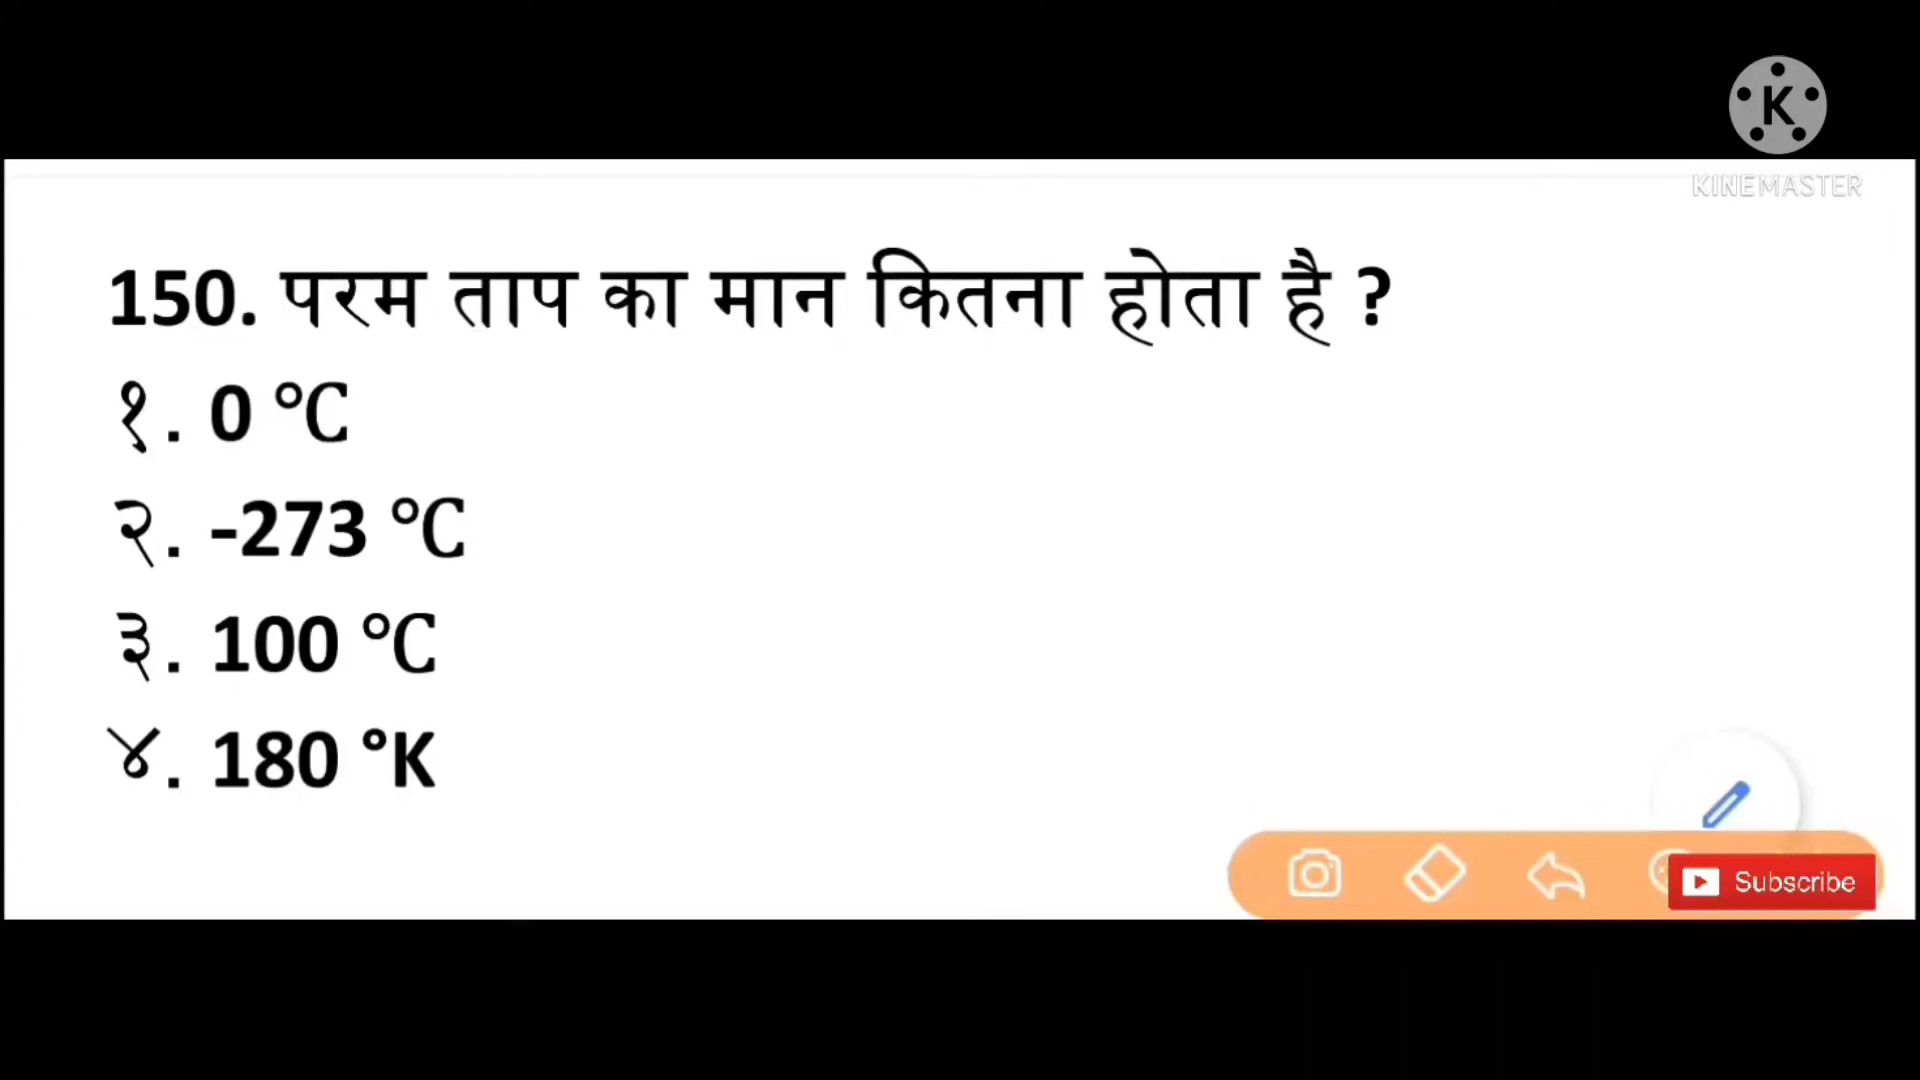 KINEMASTER
150. परम ताप का मान कितना होता है ?
१. 0 °C
२. -273 °C
३. 100 °C
४. 180 °K
Subscribe